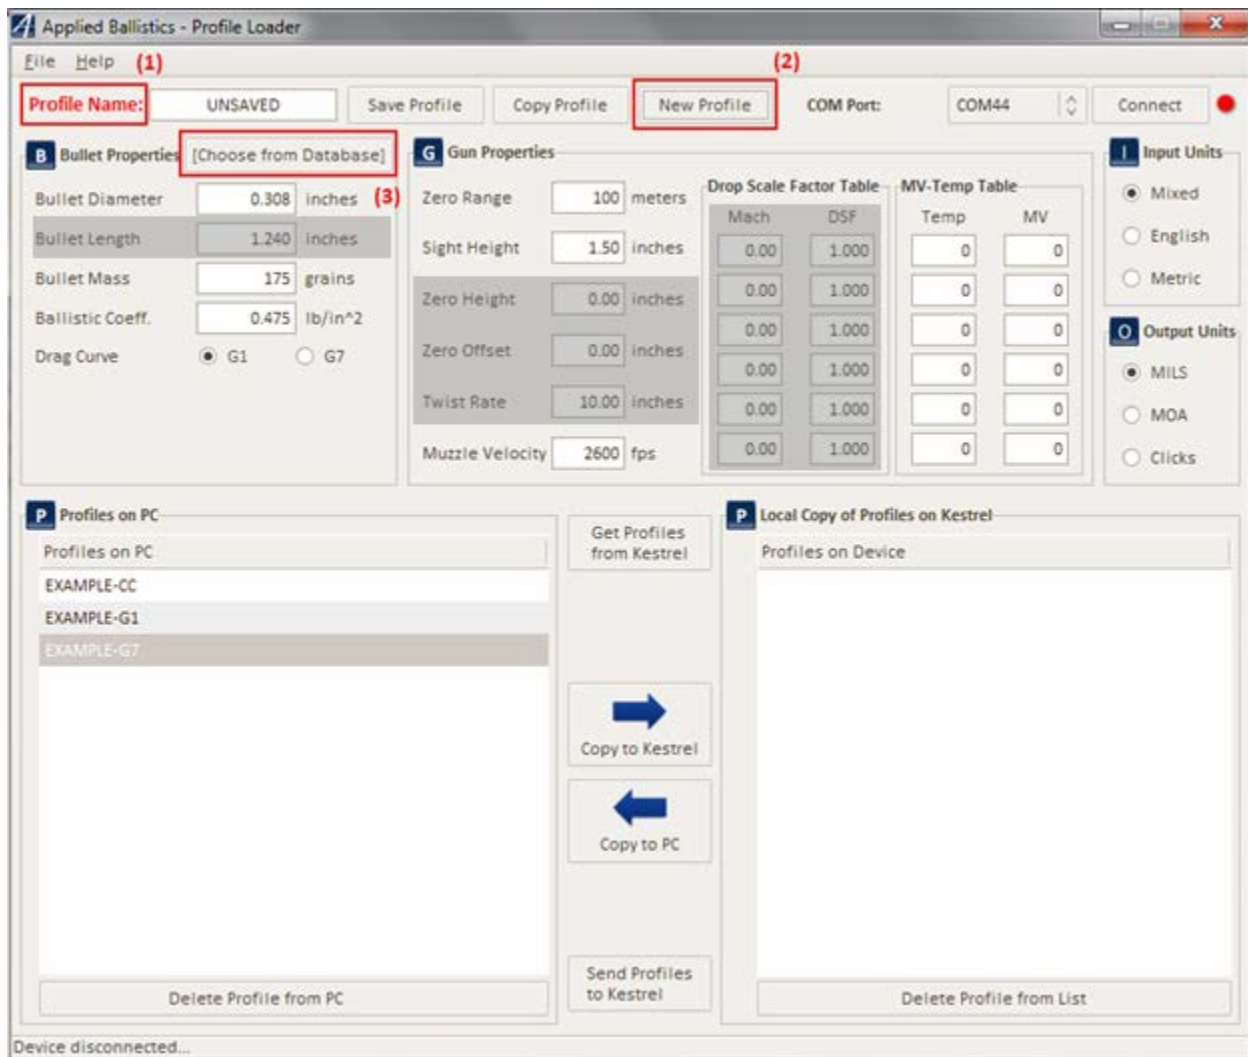 Applied Ballistics - Profile Loader
File Help (1) (2)
Profile Name: UNSAVED Save Profile Copy Profile New Profile COM Port: COM44 Connect
B Bullet Properties [Choose from Database] G Gun Properties I Input Units
Bullet Diameter 0.308 inches (3)
Bullet Length 1.240 inches
Bullet Mass 175 grains
Ballistic Coeff. 0.475 lb/in^2
Drag Curve G1 G7
Zero Range 100 meters
Sight Height 1.50 inches
Zero Height 0.00 inches
Zero Offset 0.00 inches
Twist Rate 10.00 inches
Muzzle Velocity 2600 fps
Drop Scale Factor Table MV-Temp Table
Mach DSF Temp MV
0.00 1.000 0 0
0.00 1.000 0 0
0.00 1.000 0 0
0.00 1.000 0 0
0.00 1.000 0 0
0.00 1.000 0 0
Mixed
English
Metric
O Output Units
MILS
MOA
Clicks
P Profiles on PC
Profiles on PC
EXAMPLE-CC
EXAMPLE-G1
EXAMPLE-G7
Delete Profile from PC
Get Profiles
from Kestrel
Copy to Kestrel
Copy to PC
Send Profiles
to Kestrel
P Local Copy of Profiles on Kestrel
Profiles on Device
Delete Profile from List
Device disconnected...